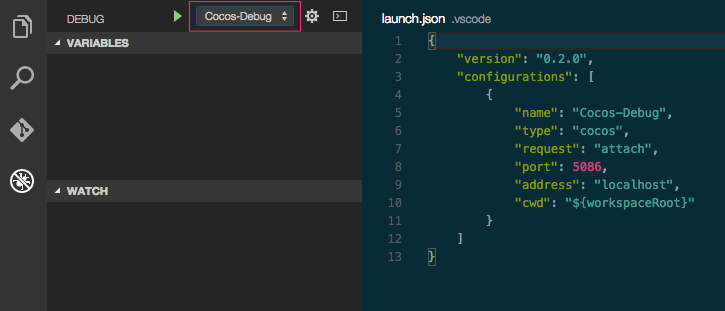 DEBUG
Cocos-Debug
VARIABLES
WATCH
launch.json .vscode
1 {
2 "version": "0.2.0",
3 "configurations": [
4 {
5 "name": "Cocos-Debug",
6 "type": "cocos",
7 "request": "attach",
8 "port": 5086,
9 "address": "localhost",
10 "cwd": "${workspaceRoot}"
11 }
12 ]
13 }